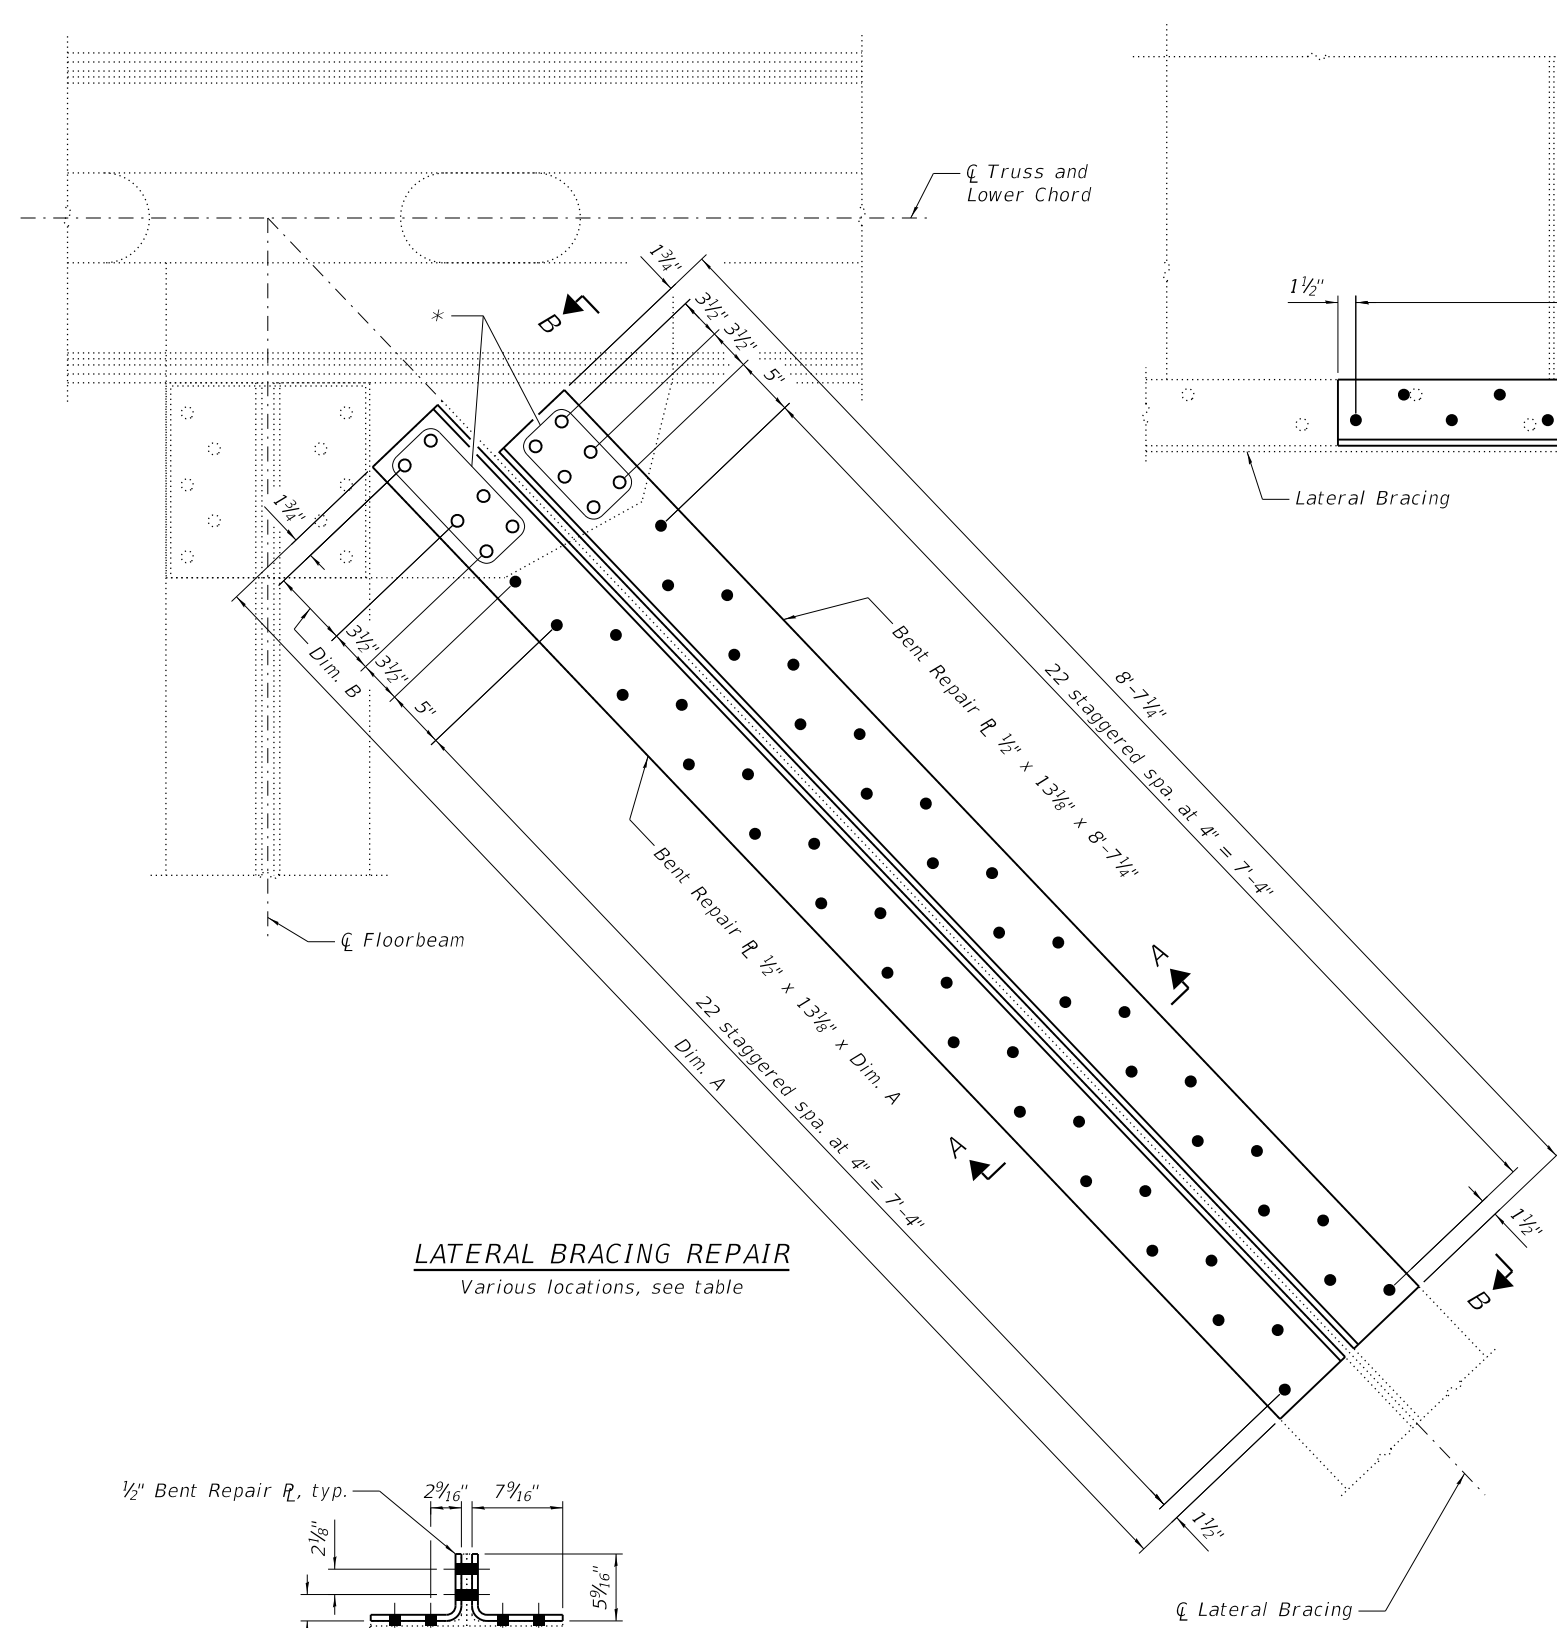 ℄ Truss and
Lower Chord
1¾"
3½" 3½" 5"
B
*
1½"
Lateral Bracing
1¾"
Dim. B
3½" 3½" 5"
Bent Repair ℙ ½" x 13⅛" x 8'-7¼"
22 staggered spa. at 4" = 7'-4"
8'-7¼"
Bent Repair ℙ ½" x 13⅛" x Dim. A
22 staggered spa. at 4" = 7'-4"
Dim. A
℄ Floorbeam
A
A
1½"
B
LATERAL BRACING REPAIR
Various locations, see table
½" Bent Repair ℙ, typ.
2⁹⁄₁₆" 7⁹⁄₁₆"
2⅛"
5⁹⁄₁₆"
1½"
℄ Lateral Bracing